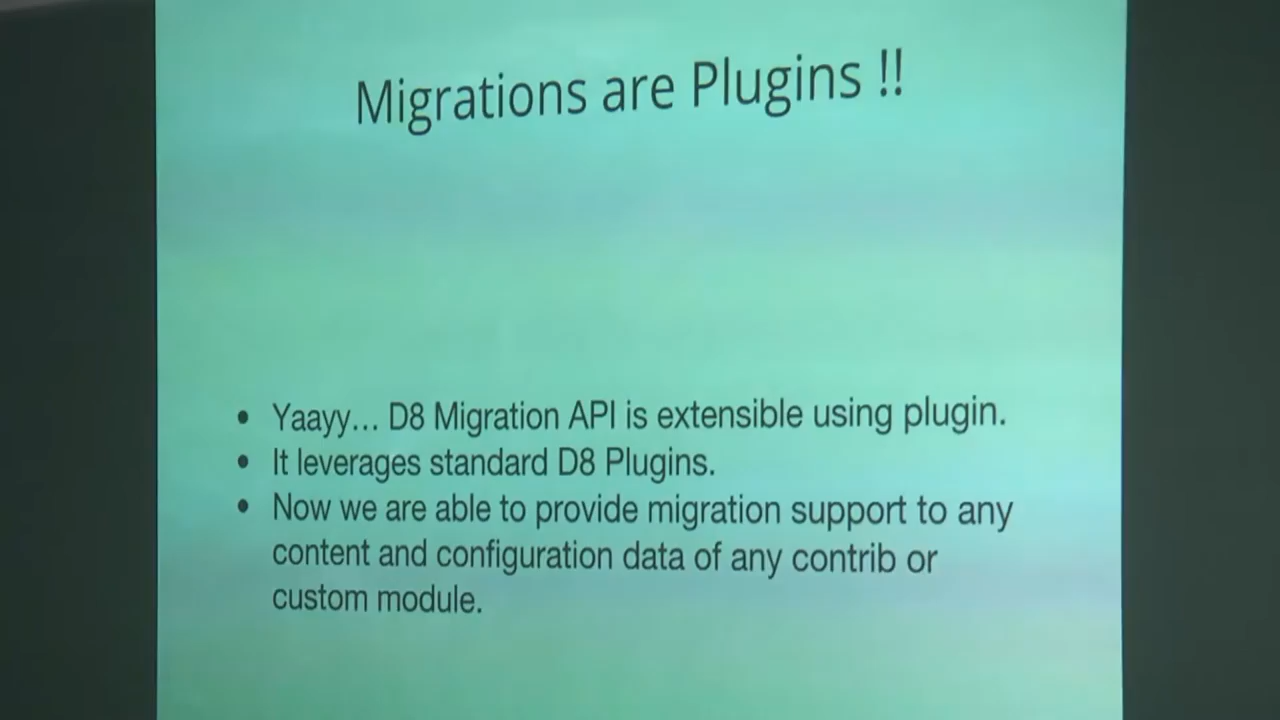 Migrations are Plugins !!
• Yaayy... D8 Migration API is extensible using plugin.
• It leverages standard D8 Plugins.
• Now we are able to provide migration support to any
content and configuration data of any contrib or
custom module.